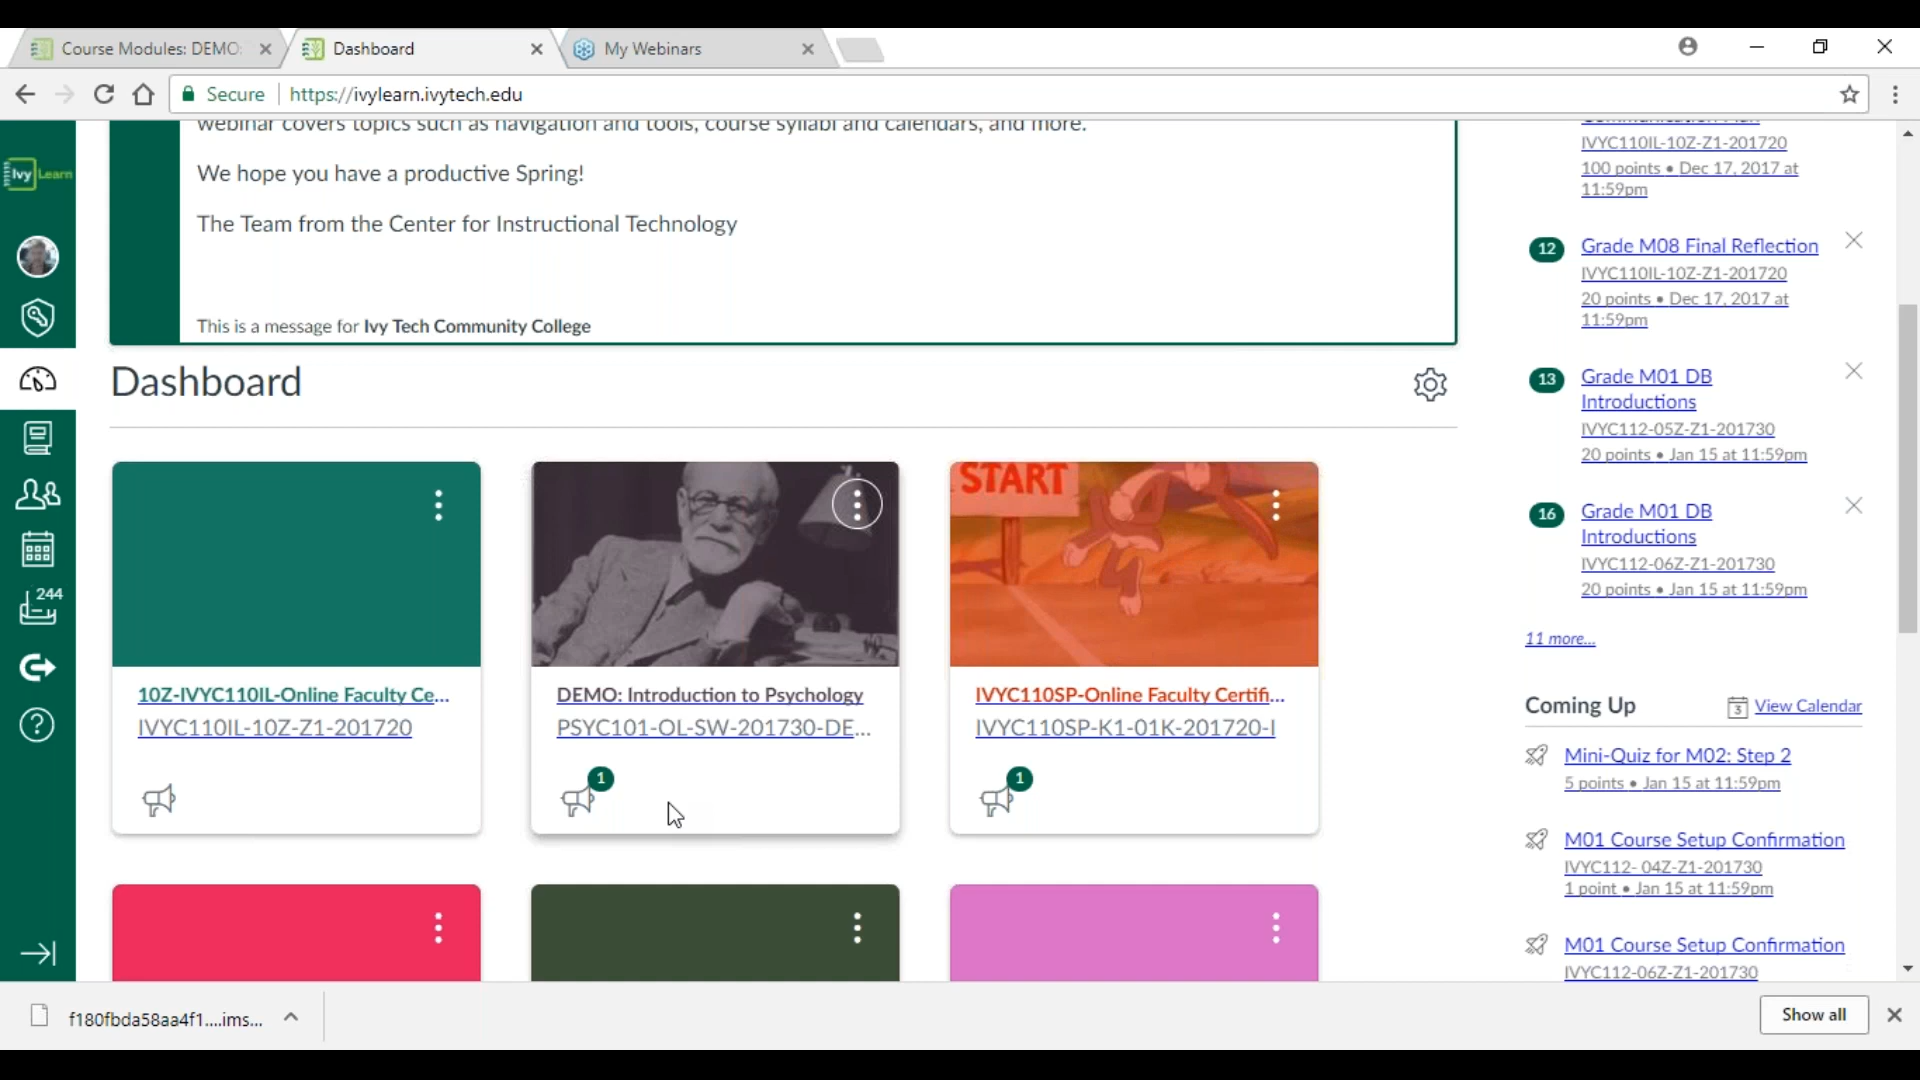 Course Modules: DEMO:
Dashboard
My Webinars
Secure
https://ivylearn.ivytech.edu
webinar covers topics such as navigation and tools, course syllabi and calendars, and more.
We hope you have a productive Spring!
The Team from the Center for Instructional Technology
This is a message for Ivy Tech Community College
Ivy Learn
244
Dashboard
START
10Z-IVYC110IL-Online Faculty Ce...
IVYC110IL-10Z-Z1-201720
DEMO: Introduction to Psychology
PSYC101-OL-SW-201730-DE...
1
IVYC110SP-Online Faculty Certifi...
IVYC110SP-K1-01K-201720-I
1
Communication Plan
IVYC110IL-10Z-Z1-201720
100 points • Dec 17, 2017 at
11:59pm
12
Grade M08 Final Reflection
IVYC110IL-10Z-Z1-201720
20 points • Dec 17, 2017 at
11:59pm
13
Grade M01 DB
Introductions
IVYC112-05Z-Z1-201730
20 points • Jan 15 at 11:59pm
16
Grade M01 DB
Introductions
IVYC112-06Z-Z1-201730
20 points • Jan 15 at 11:59pm
11 more...
Coming Up
3
View Calendar
Mini-Quiz for M02: Step 2
5 points • Jan 15 at 11:59pm
M01 Course Setup Confirmation
IVYC112- 04Z-Z1-201730
1 point • Jan 15 at 11:59pm
M01 Course Setup Confirmation
IVYC112-06Z-Z1-201730
f180fbda58aa4f1....ims...
Show all